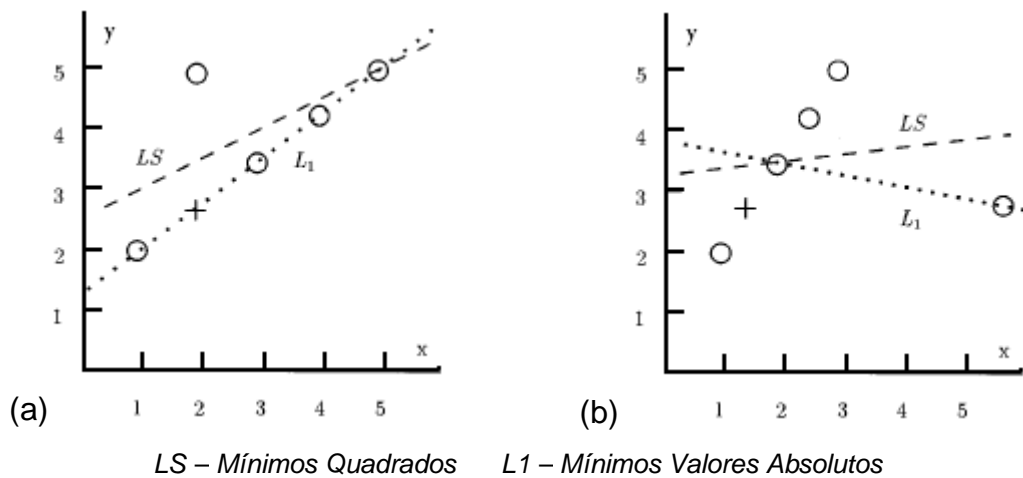 y
5
4
3
2
1
LS
L₁
x
1 2 3 4 5
(a)
y
5
4
3
2
1
LS
L₁
x
1 2 3 4 5
(b)
LS – Mínimos Quadrados L1 – Mínimos Valores Absolutos